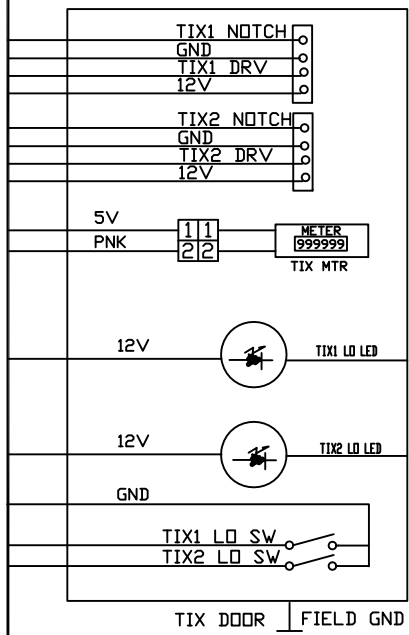 TIX1 NOTCH
GND
TIX1 DRV
12V
TIX2 NOTCH
GND
TIX2 DRV
12V
5V
1 1
METER
PNK
2 2
999999
TIX MTR
12V
TIX1 LO LED
12V
TIX2 LO LED
GND
TIX1 LO SW
TIX2 LO SW
TIX DOOR
FIELD GND